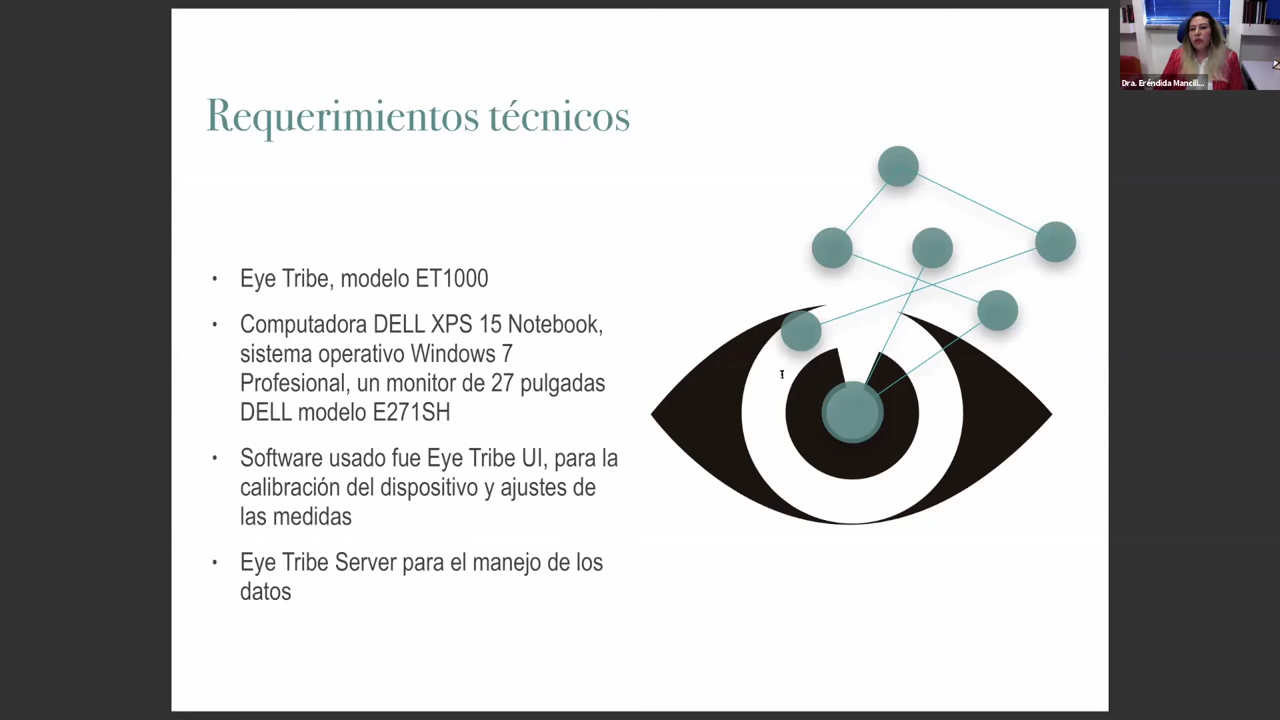 Requerimientos técnicos
• Eye Tribe, modelo ET1000
• Computadora DELL XPS 15 Notebook,
sistema operativo Windows 7
Profesional, un monitor de 27 pulgadas
DELL modelo E271SH
• Software usado fue Eye Tribe UI, para la
calibración del dispositivo y ajustes de
las medidas
• Eye Tribe Server para el manejo de los
datos
Dra. Eréndida Mancill...